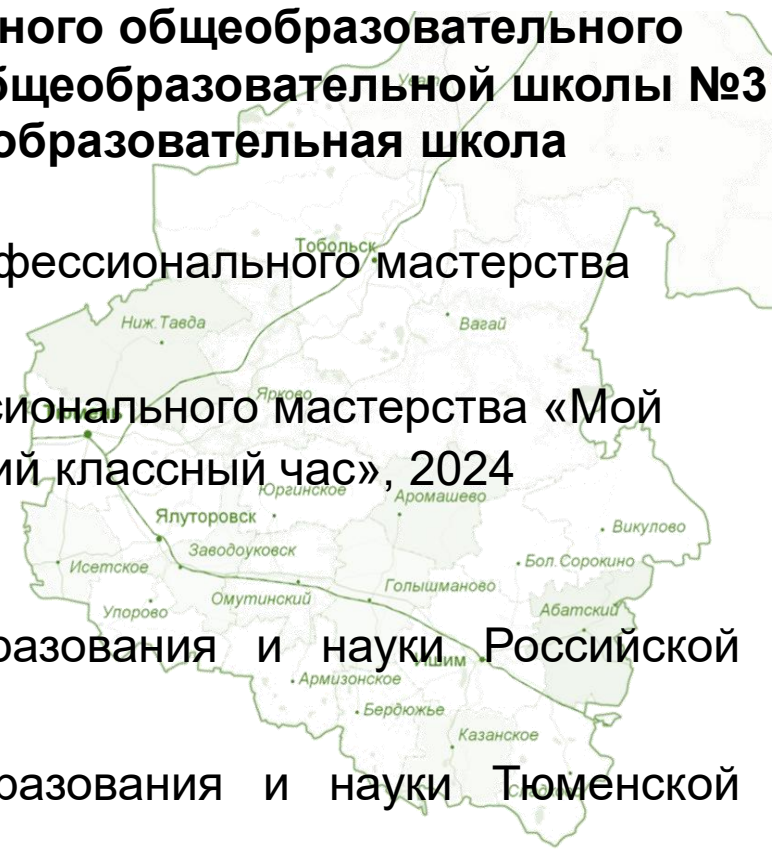 ного общеобразовательного
Уват
бщеобразовательной школы №3
образовательная школа
Тобольск
фессионального мастерства
Ниж.Тавда
Вагай
Ярково
сионального мастерства «Мой
ий классный час», 2024
Юргинское
Аромашево
Ялуторовск
Викулово
Заводоуковск
Бол.Сорокино
Исетское
Голышманово
Омутинский
Абатский
Упорово
разования и науки Российской
Ишим
Армизонское
Бердюжье
Казанское
разования и науки Тюменской